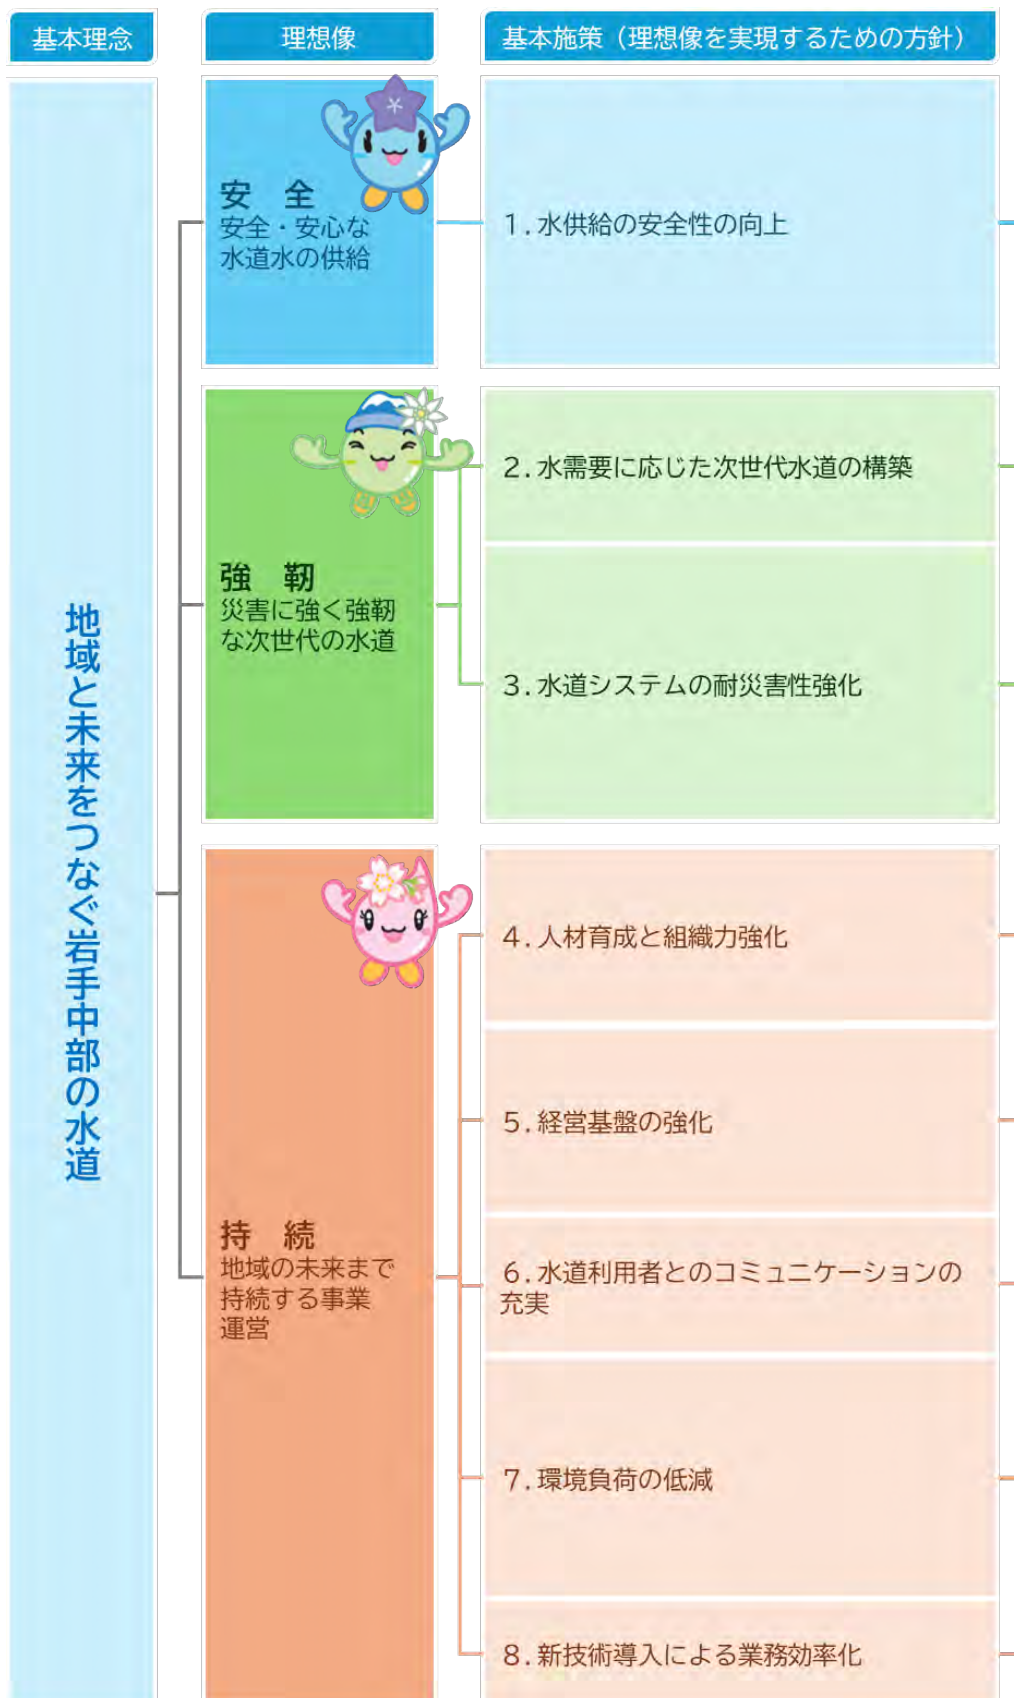 基本理念
理想像
基本施策（理想像を実現するための方針）
地域と未来をつなぐ岩手中部の水道
安　全
安全・安心な
水道水の供給
1. 水供給の安全性の向上
強　靭
災害に強く強靭
な次世代の水道
2. 水需要に応じた次世代水道の構築
3. 水道システムの耐災害性強化
持　続
地域の未来まで
持続する事業
運営
4. 人材育成と組織力強化
5. 経営基盤の強化
6. 水道利用者とのコミュニケーションの
充実
7. 環境負荷の低減
8. 新技術導入による業務効率化